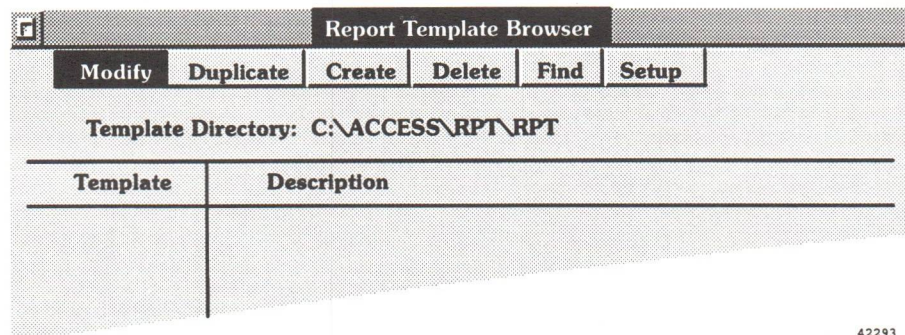 Report Template Browser
Modify Duplicate Create Delete Find Setup
Template Directory: C:\ACCESS\RPT\RPT
Template Description
42293